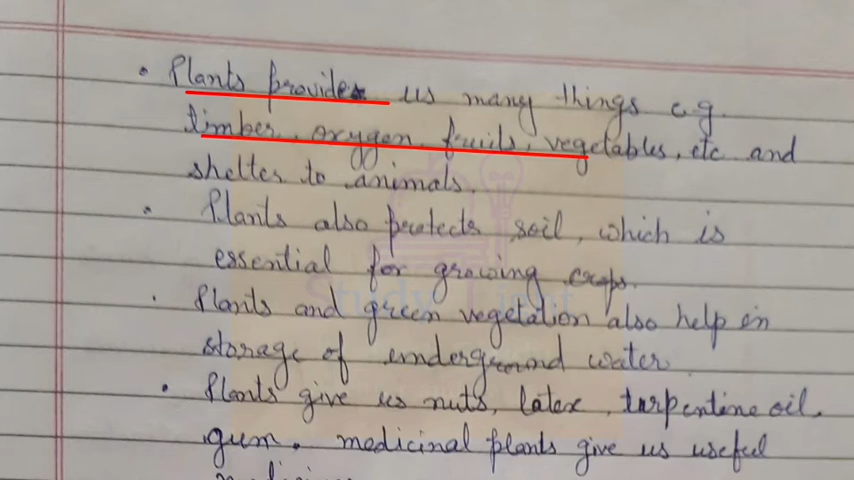 • Plants provide us many things e.g.
timber, oxygen, fruits, vegetables, etc and
shelter to animals.
• Plants also protects soil, which is
essential for growing crops.
• Plants and green vegetation also help in
storage of underground water.
• Plants give us nuts, latex, turpentine oil,
gum, medicinal plants give us useful
Study